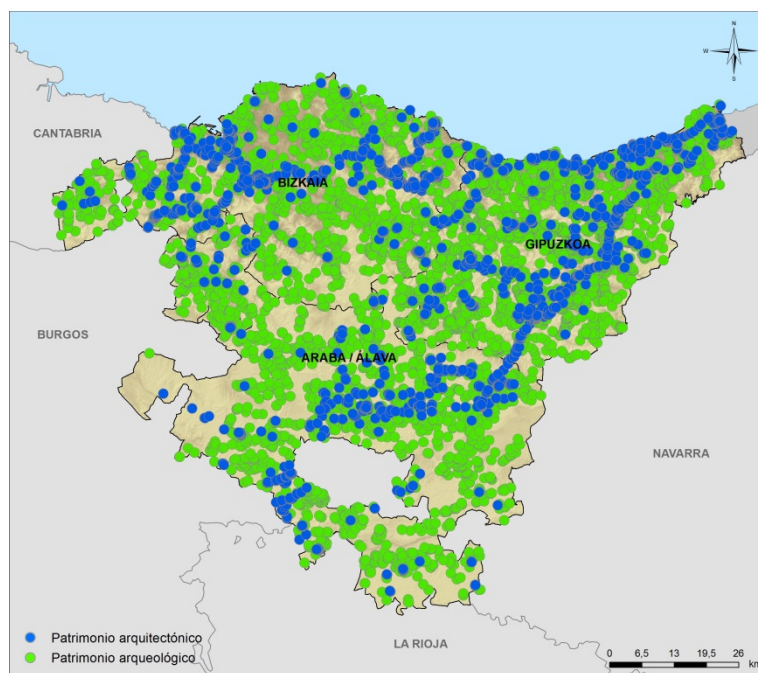 N
W E
S
CANTABRIA
BIZKAIA
GIPUZKOA
BURGOS
ARABA / ÁLAVA
NAVARRA
Patrimonio arquitectónico
Patrimonio arqueológico
LA RIOJA
0 6,5 13 19,5 26
km